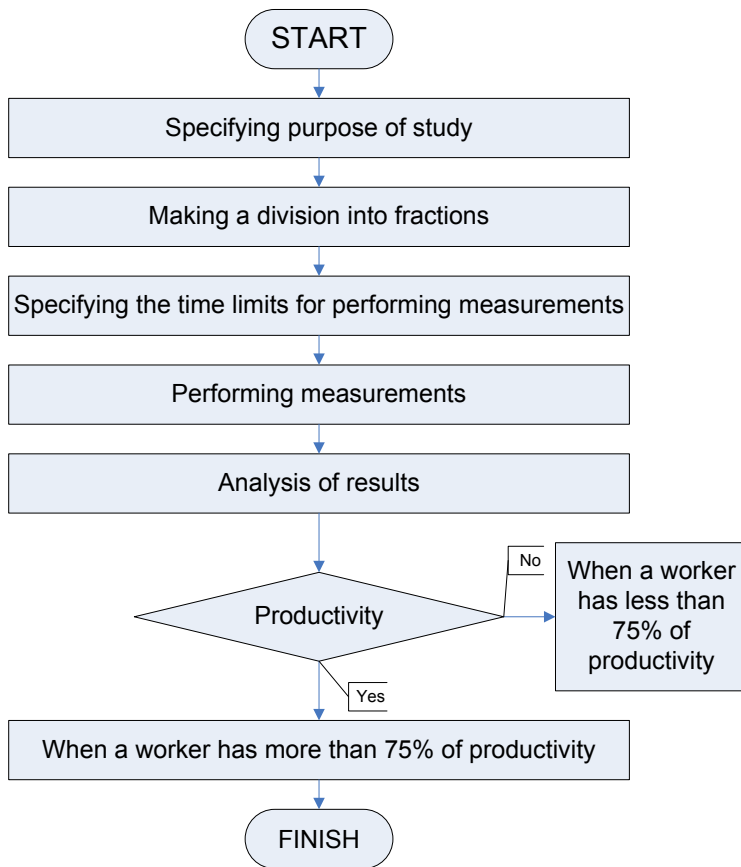 START
Specifying purpose of study
Making a division into fractions
Specifying the time limits for performing measurements
Performing measurements
Analysis of results
Productivity
No
When a worker
has less than
75% of
productivity
Yes
When a worker has more than 75% of productivity
FINISH